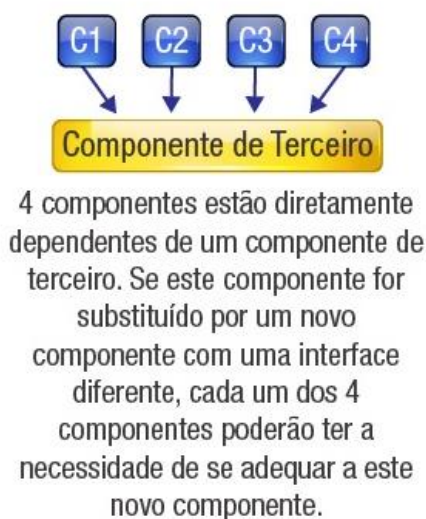 C1 C2 C3 C4
Componente de Terceiro
4 componentes estão diretamente
dependentes de um componente de
terceiro. Se este componente for
substituído por um novo
componente com uma interface
diferente, cada um dos 4
componentes poderão ter a
necessidade de se adequar a este
novo componente.